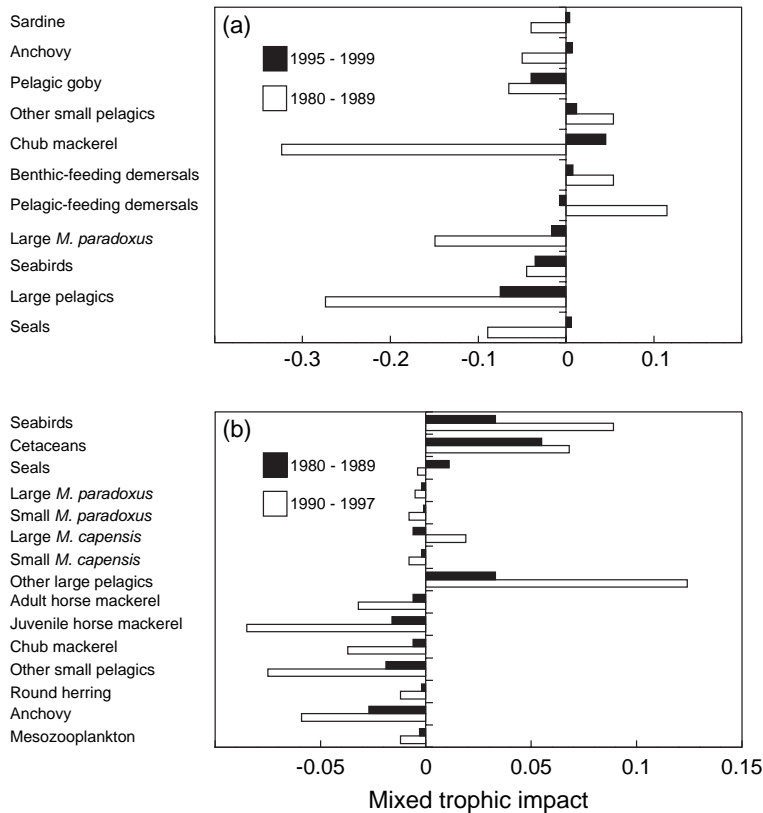 (a)
Sardine
Anchovy
Pelagic goby
Other small pelagics
Chub mackerel
Benthic-feeding demersals
Pelagic-feeding demersals
Large M. paradoxus
Seabirds
Large pelagics
Seals
1995 - 1999
1980 - 1989
-0.3 -0.2 -0.1 0 0.1
(b)
Seabirds
Cetaceans
Seals
Large M. paradoxus
Small M. paradoxus
Large M. capensis
Small M. capensis
Other large pelagics
Adult horse mackerel
Juvenile horse mackerel
Chub mackerel
Other small pelagics
Round herring
Anchovy
Mesozooplankton
1980 - 1989
1990 - 1997
-0.05 0 0.05 0.1 0.15
Mixed trophic impact